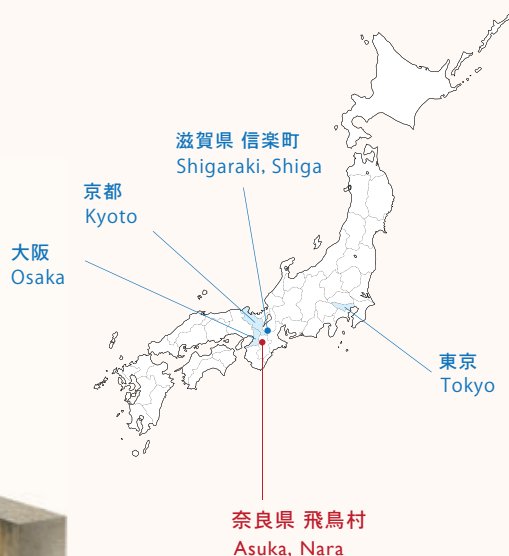 滋賀県 信楽町
Shigaraki, Shiga
京都
Kyoto
大阪
Osaka
東京
Tokyo
奈良県 飛鳥村
Asuka, Nara